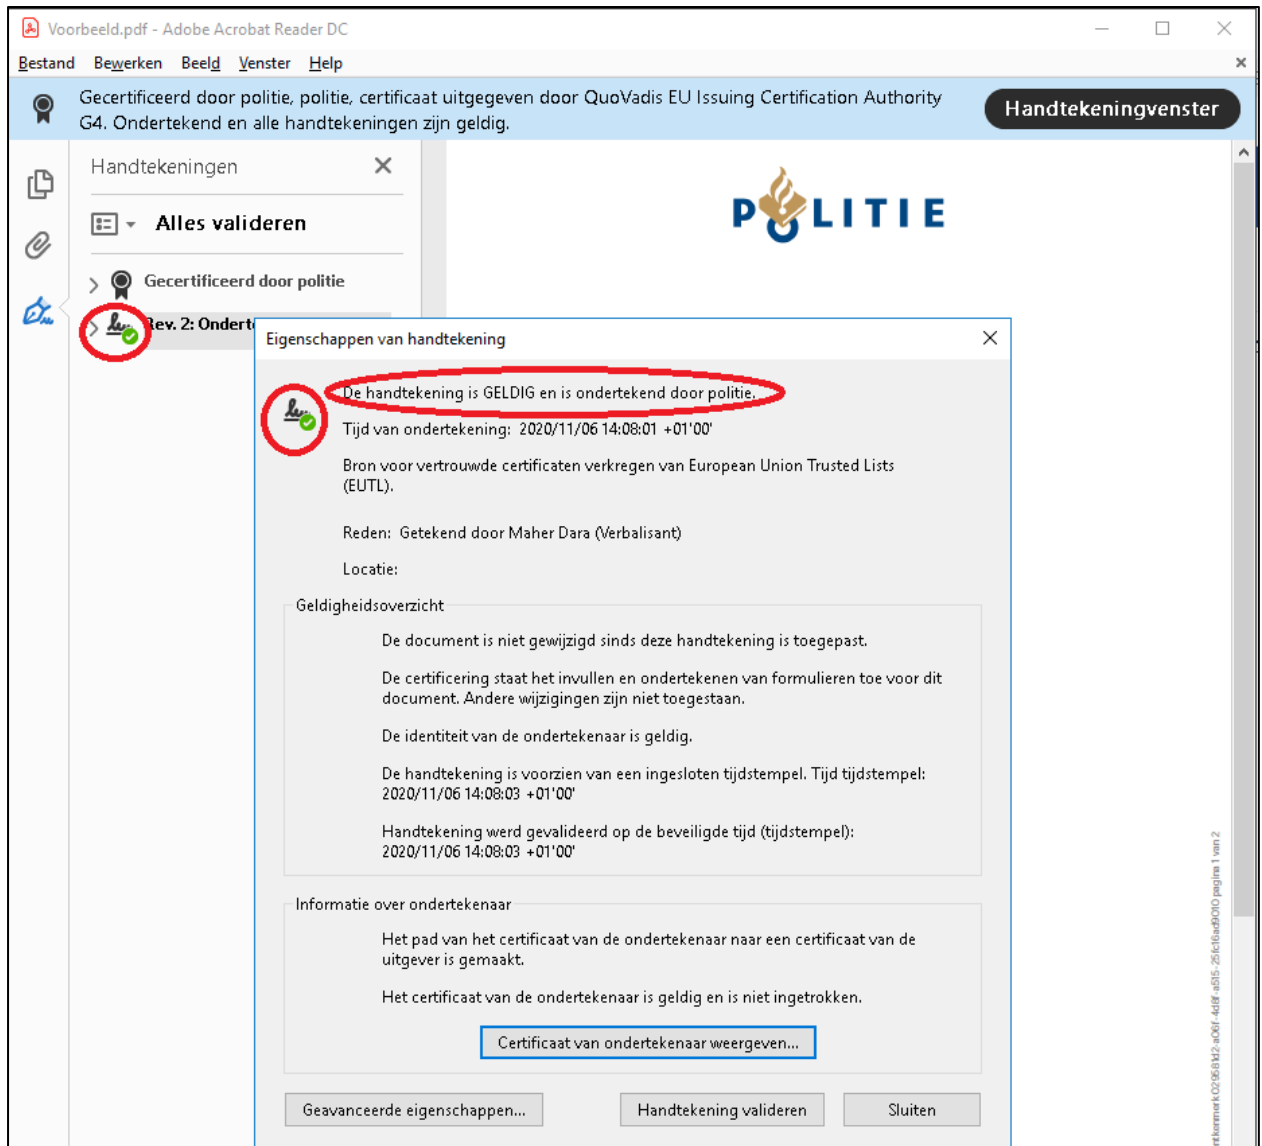 Voorbeeld.pdf - Adobe Acrobat Reader DC
Bestand Bewerken Beeld Venster Help
Gecertificeerd door politie, politie, certificaat uitgegeven door QuoVadis EU Issuing Certification Authority
G4. Ondertekend en alle handtekeningen zijn geldig.
Handtekeningvenster
Handtekeningen
Alles valideren
Gecertificeerd door politie
Rev. 2: Ondert
POLITIE
Eigenschappen van handtekening
De handtekening is GELDIG en is ondertekend door politie.
Tijd van ondertekening: 2020/11/06 14:08:01 +01'00'
Bron voor vertrouwde certificaten verkregen van European Union Trusted Lists
(EUTL).
Reden: Getekend door Maher Dara (Verbalisant)
Locatie:
Geldigheidsoverzicht
De document is niet gewijzigd sinds deze handtekening is toegepast.
De certificering staat het invullen en ondertekenen van formulieren toe voor dit
document. Andere wijzigingen zijn niet toegestaan.
De identiteit van de ondertekenaar is geldig.
De handtekening is voorzien van een ingesloten tijdstempel. Tijd tijdstempel:
2020/11/06 14:08:03 +01'00'
Handtekening werd gevalideerd op de beveiligde tijd (tijdstempel):
2020/11/06 14:08:03 +01'00'
Informatie over ondertekenaar
Het pad van het certificaat van de ondertekenaar naar een certificaat van de
uitgever is gemaakt.
Het certificaat van de ondertekenaar is geldig en is niet ingetrokken.
Certificaat van ondertekenaar weergeven...
Geavanceerde eigenschappen...
Handtekening valideren
Sluiten
pagina 1 van 2